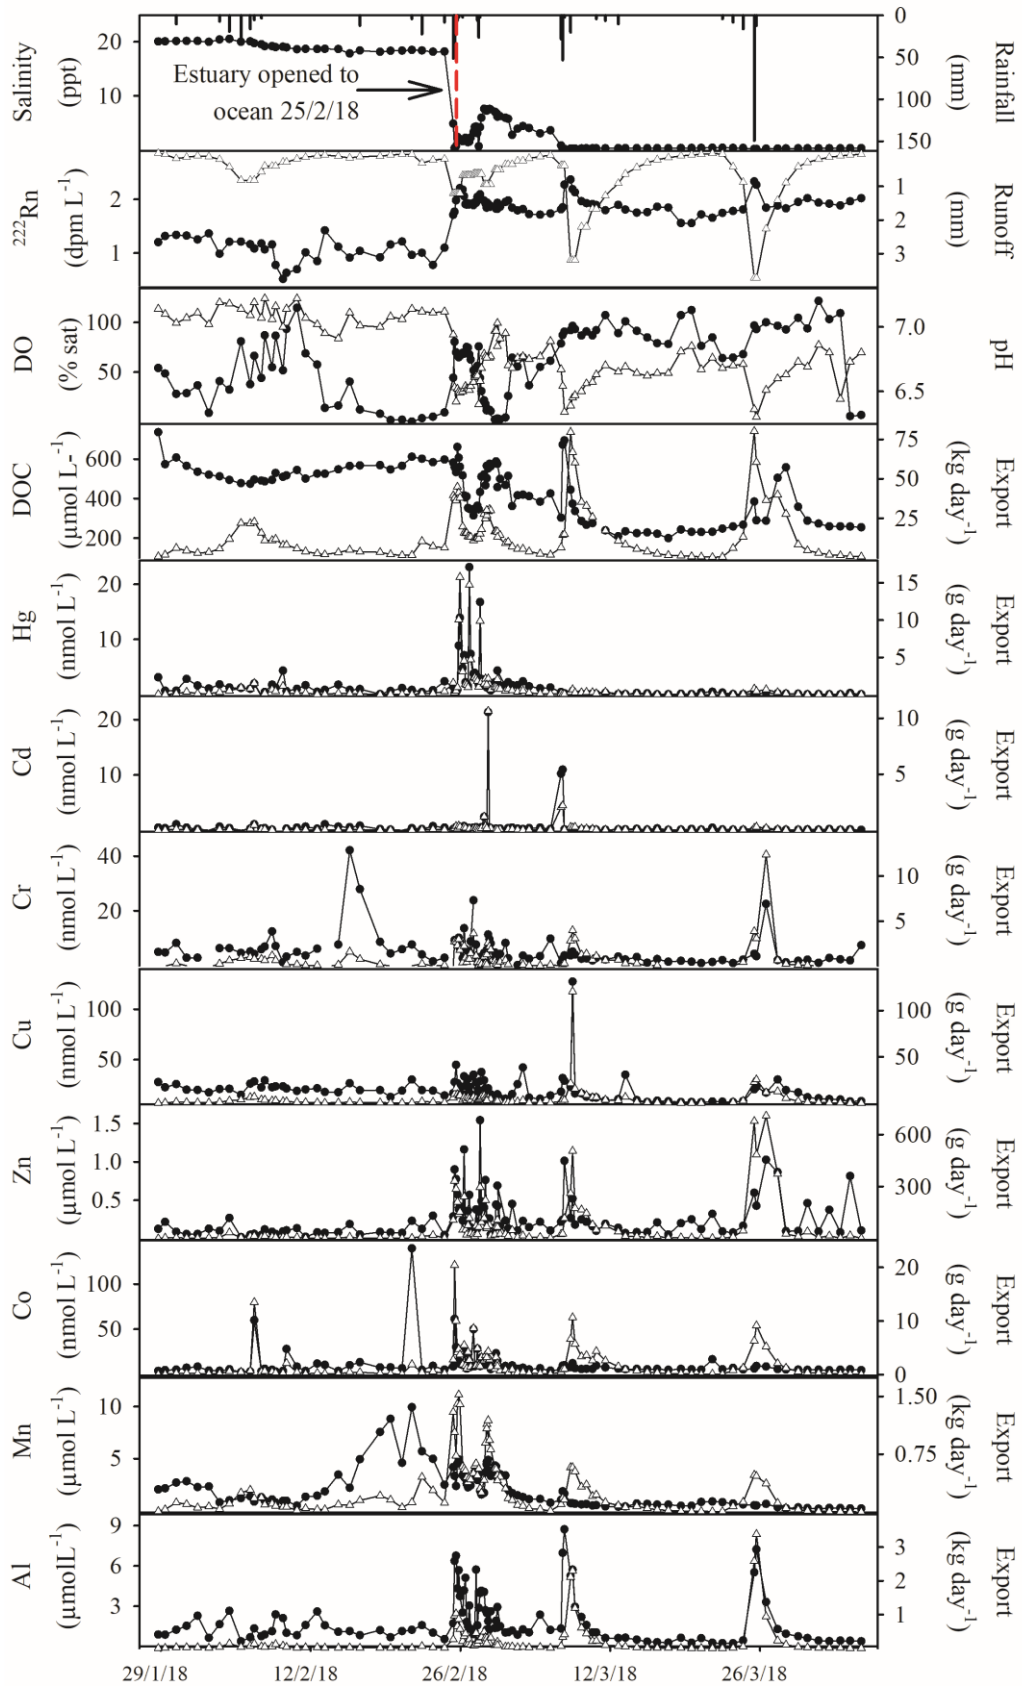 Salinity
(ppt)
20
10
Estuary opened to
ocean 25/2/18
0
50
100
150
(mm)
Rainfall
²²²Rn
(dpm L⁻¹)
2
1
1
2
3
(mm)
Runoff
DO
(% sat)
100
50
7.0
6.5
pH
DOC
(µmol L⁻¹)
600
400
200
75
50
25
(kg day⁻¹)
Export
Hg
(nmol L⁻¹)
20
10
15
10
5
(g day⁻¹)
Export
Cd
(nmol L⁻¹)
20
10
10
5
(g day⁻¹)
Export
Cr
(nmol L⁻¹)
40
20
10
5
(g day⁻¹)
Export
Cu
(nmol L⁻¹)
100
50
100
50
(g day⁻¹)
Export
Zn
(µmol L⁻¹)
1.5
1.0
0.5
600
300
(g day⁻¹)
Export
Co
(nmol L⁻¹)
100
50
20
10
0
(g day⁻¹)
Export
Mn
(µmol L⁻¹)
10
5
1.50
0.75
(kg day⁻¹)
Export
Al
(µmolL⁻¹)
9
6
3
3
2
1
(kg day⁻¹)
Export
29/1/18
12/2/18
26/2/18
12/3/18
26/3/18